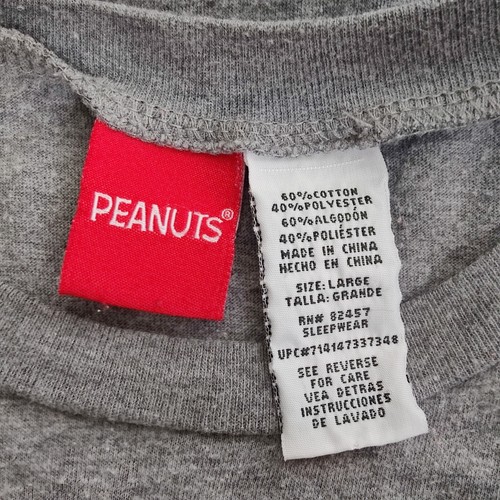 PEANUTS®
60%COTTON
40%POLYESTER
60%ALGODÓN
40%POLIÉSTER
MADE IN CHINA
HECHO EN CHINA
SIZE: LARGE
TALLA: GRANDE
RN# 82457
SLEEPWEAR
UPC#714147337348
SEE REVERSE
FOR CARE
VEA DETRAS
INSTRUCCIONES
DE LAVADO